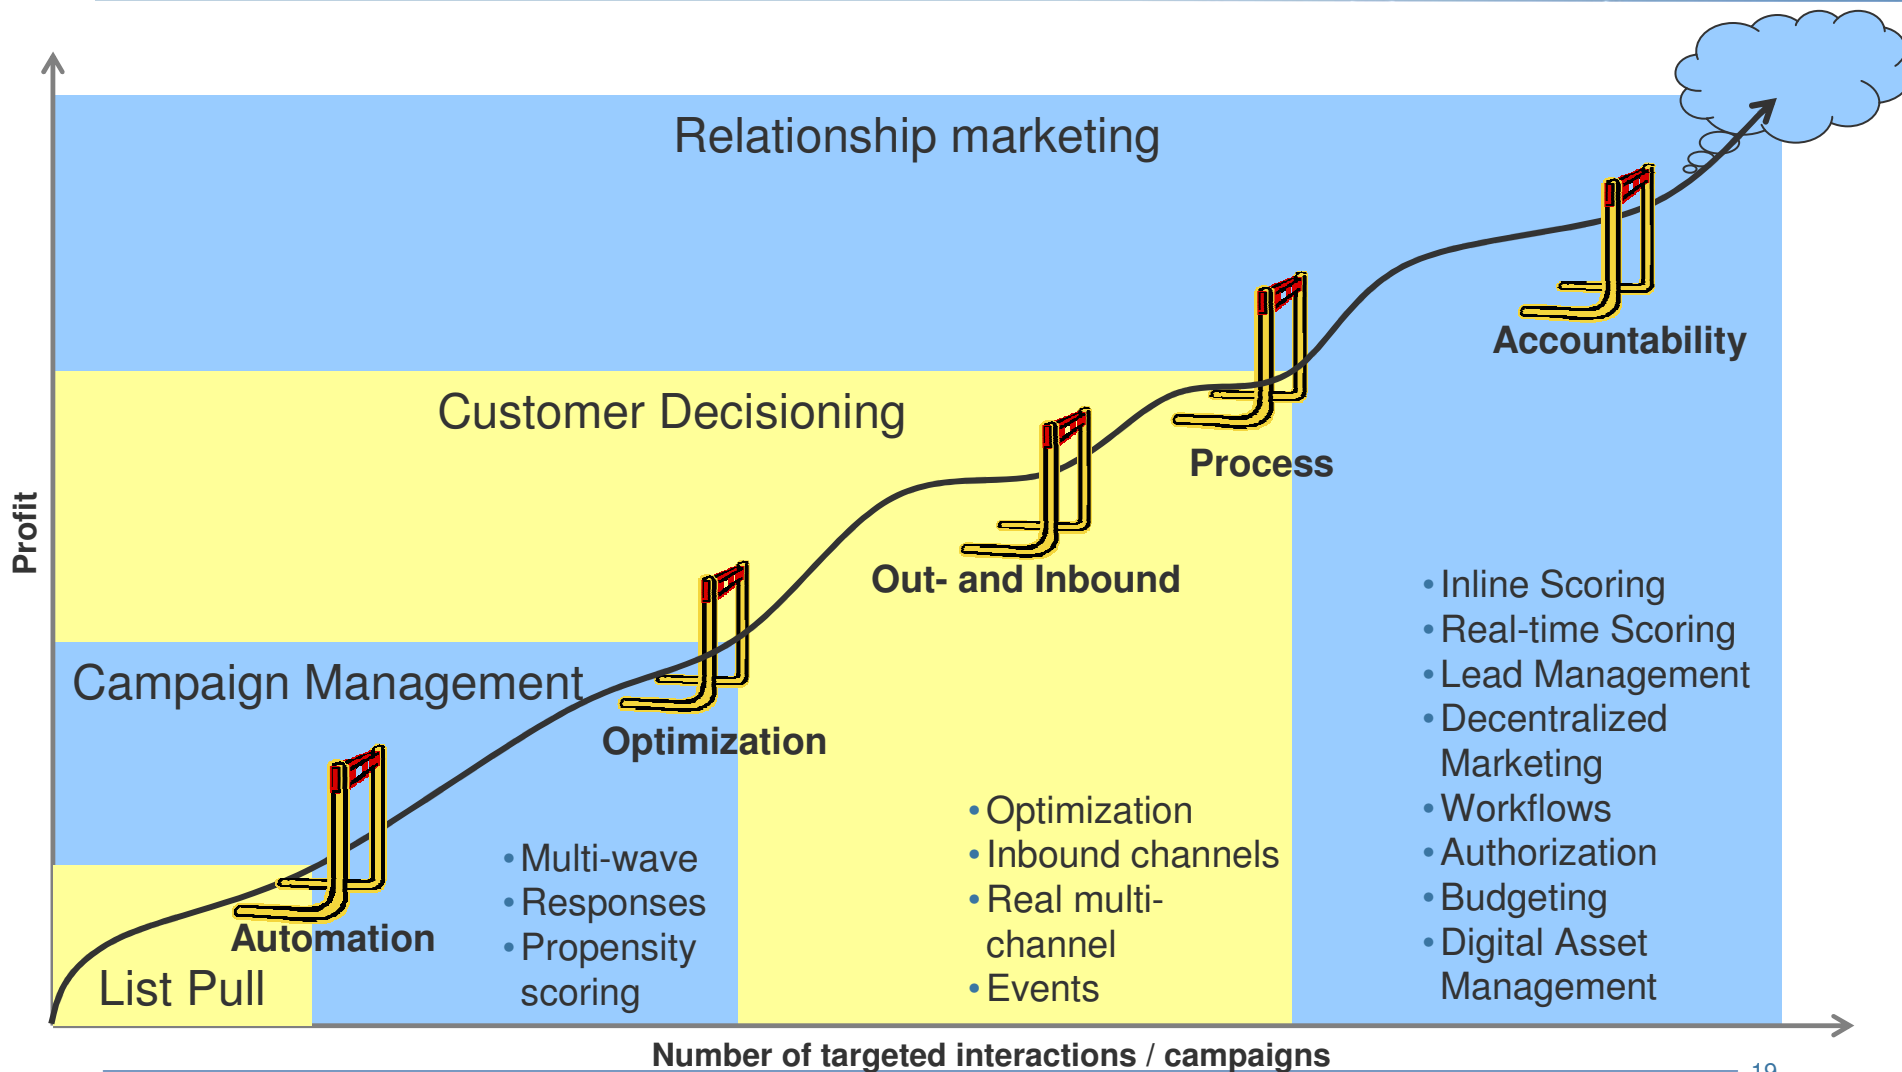 Relationship marketing
Accountability
Customer Decisioning
Process
Profit
Out- and Inbound
Campaign Management
Optimization
Automation
List Pull
•Multi-wave
•Responses
•Propensity
scoring
•Optimization
•Inbound channels
•Real multi-
channel
•Events
•Inline Scoring
•Real-time Scoring
•Lead Management
•Decentralized
Marketing
•Workflows
•Authorization
•Budgeting
•Digital Asset
Management
Number of targeted interactions / campaigns
19